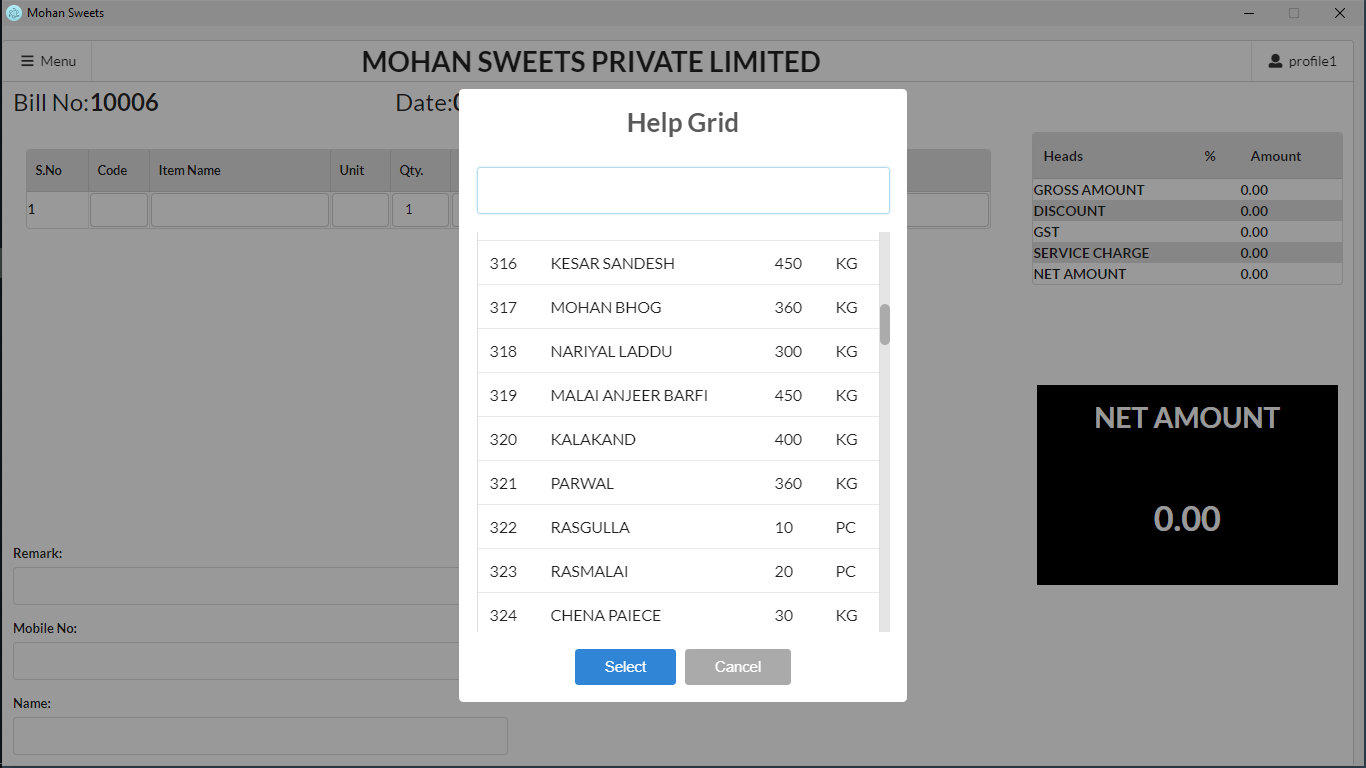 Mohan Sweets
Menu
MOHAN SWEETS PRIVATE LIMITED
profile1
Bill No:10006
Date:
Help Grid
S.No Code Item Name Unit Qty.
1 1
Heads % Amount
GROSS AMOUNT 0.00
DISCOUNT 0.00
GST 0.00
SERVICE CHARGE 0.00
NET AMOUNT 0.00
316 KESAR SANDESH 450 KG
317 MOHAN BHOG 360 KG
318 NARIYAL LADDU 300 KG
319 MALAI ANJEER BARFI 450 KG
320 KALAKAND 400 KG
321 PARWAL 360 KG
322 RASGULLA 10 PC
323 RASMALAI 20 PC
324 CHENA PAIECE 30 KG
Select Cancel
NET AMOUNT
0.00
Remark:
Mobile No:
Name: